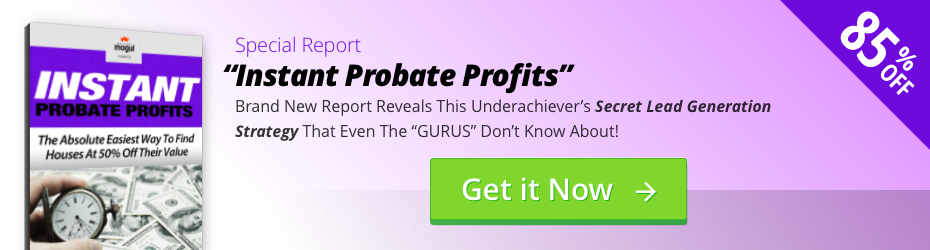 mogul
INSTANT
PROBATE PROFITS
The Absolute Easiest Way To Find
Houses At 50% Off Their Value
Special Report
“Instant Probate Profits”
Brand New Report Reveals This Underachiever’s Secret Lead Generation
Strategy That Even The “GURUS” Don’t Know About!
Get it Now →
85% OFF